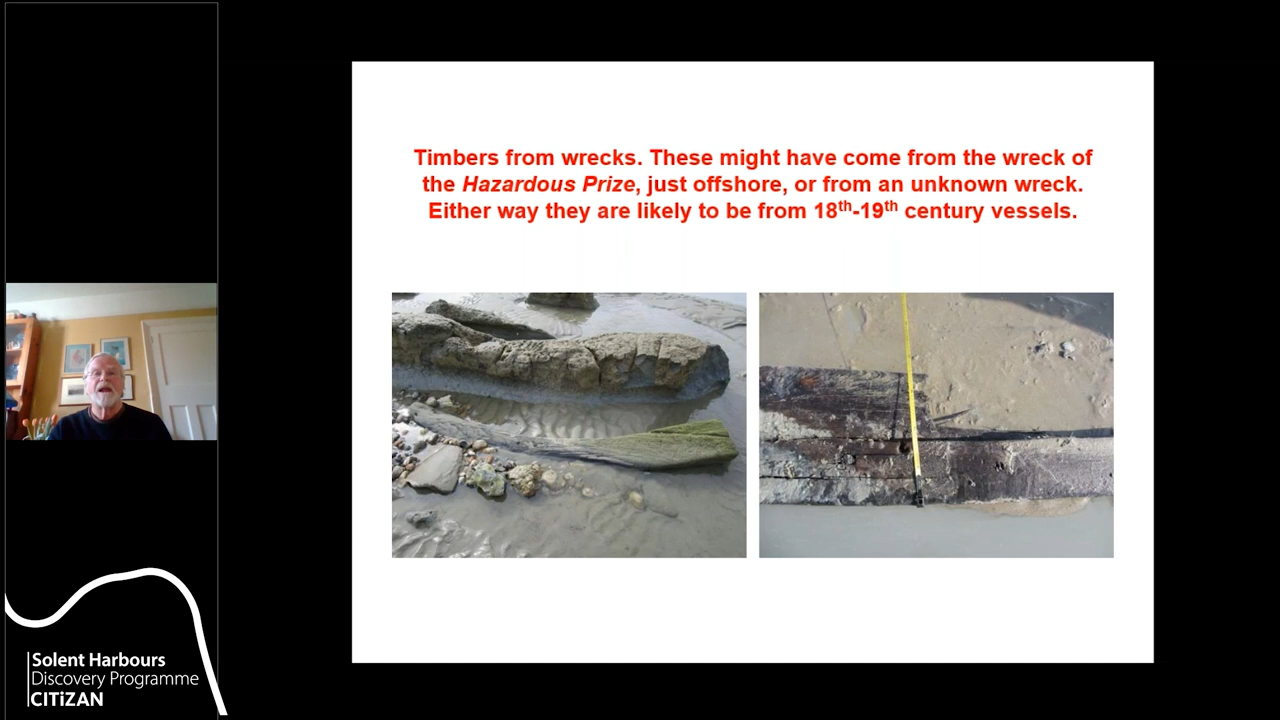 Timbers from wrecks. These might have come from the wreck of
the Hazardous Prize, just offshore, or from an unknown wreck.
Either way they are likely to be from 18th-19th century vessels.
Solent Harbours
Discovery Programme
CITiZAN